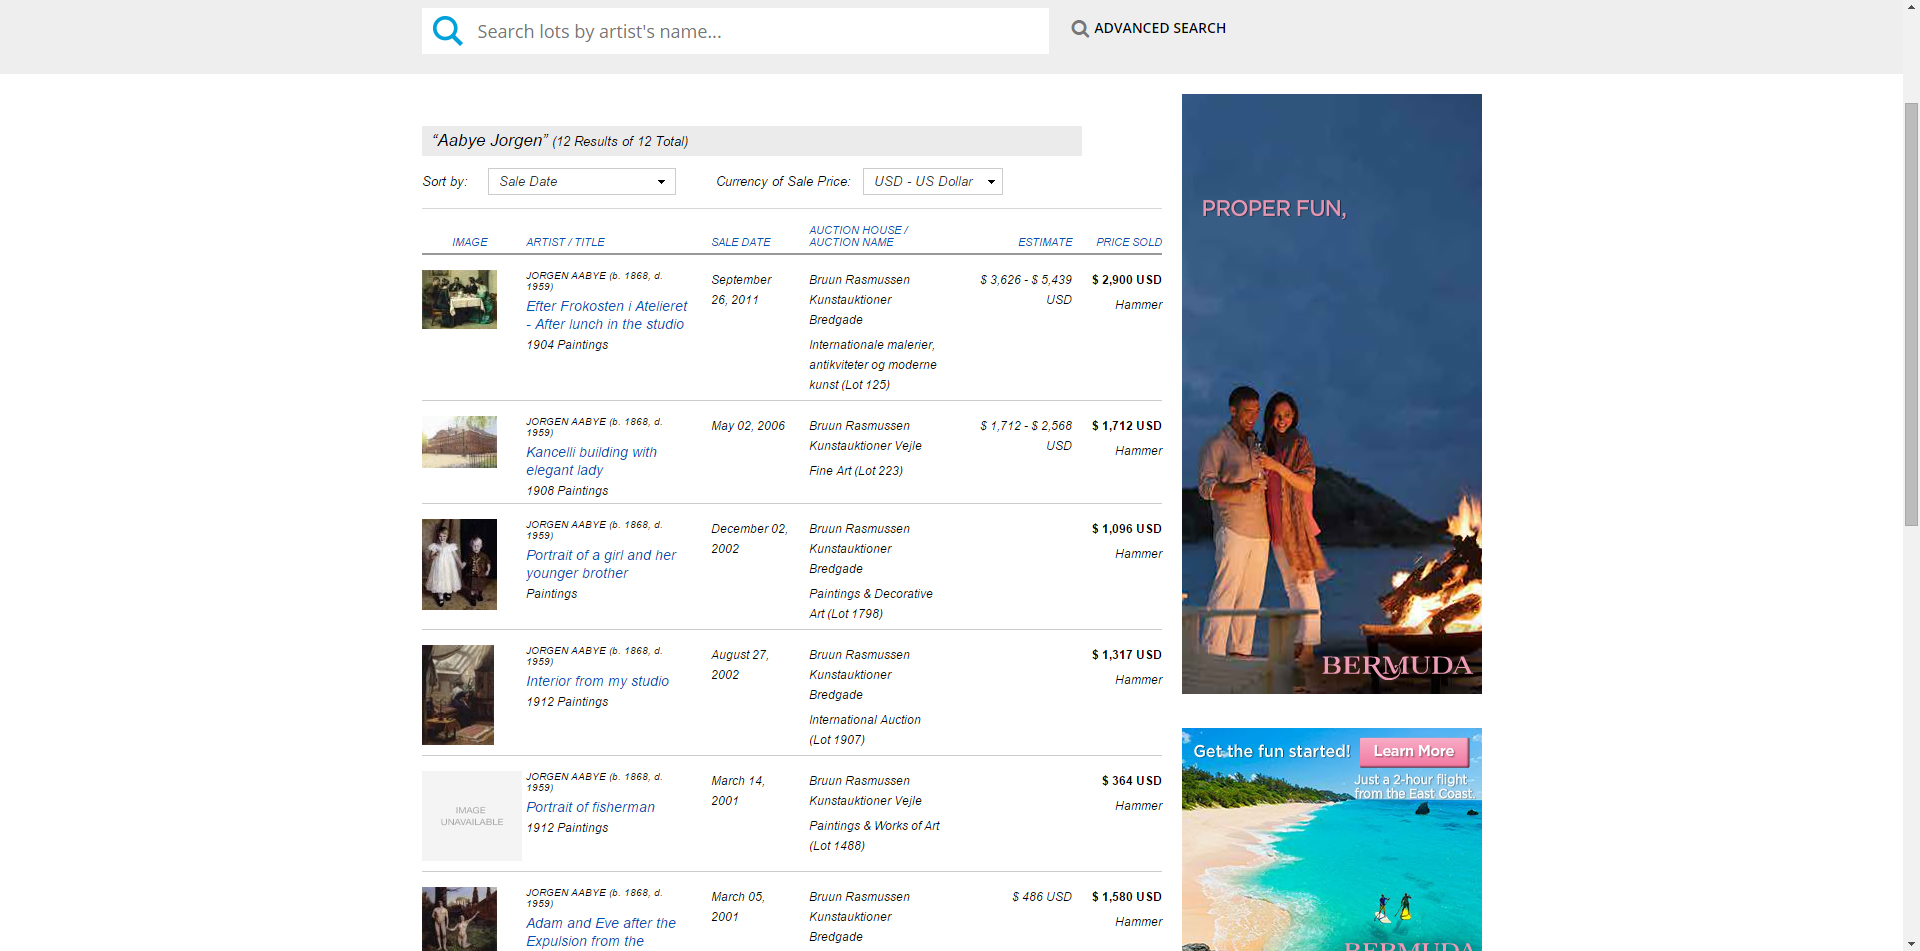 Search lots by artist's name...
ADVANCED SEARCH
“Aabye Jorgen” (12 Results of 12 Total)
Sort by:
Sale Date
Currency of Sale Price:
USD - US Dollar
IMAGE
ARTIST / TITLE
SALE DATE
AUCTION HOUSE /
AUCTION NAME
ESTIMATE
PRICE SOLD
JORGEN AABYE (b. 1868, d.
1959)
Efter Frokosten i Atelieret
- After lunch in the studio
1904 Paintings
September
26, 2011
Bruun Rasmussen
Kunstauktioner
Bredgade
Internationale malerier,
antikviteter og moderne
kunst (Lot 125)
$ 3,626 - $ 5,439
USD
$ 2,900 USD
Hammer
JORGEN AABYE (b. 1868, d.
1959)
Kancelli building with
elegant lady
1908 Paintings
May 02, 2006
Bruun Rasmussen
Kunstauktioner Vejle
Fine Art (Lot 223)
$ 1,712 - $ 2,568
USD
$ 1,712 USD
Hammer
JORGEN AABYE (b. 1868, d.
1959)
Portrait of a girl and her
younger brother
Paintings
December 02,
2002
Bruun Rasmussen
Kunstauktioner
Bredgade
Paintings & Decorative
Art (Lot 1798)
$ 1,096 USD
Hammer
JORGEN AABYE (b. 1868, d.
1959)
Interior from my studio
1912 Paintings
August 27,
2002
Bruun Rasmussen
Kunstauktioner
Bredgade
International Auction
(Lot 1907)
$ 1,317 USD
Hammer
IMAGE
UNAVAILABLE
JORGEN AABYE (b. 1868, d.
1959)
Portrait of fisherman
1912 Paintings
March 14,
2001
Bruun Rasmussen
Kunstauktioner Vejle
Paintings & Works of Art
(Lot 1488)
$ 364 USD
Hammer
JORGEN AABYE (b. 1868, d.
1959)
Adam and Eve after the
Expulsion from the
March 05,
2001
Bruun Rasmussen
Kunstauktioner
Bredgade
$ 486 USD
$ 1,580 USD
Hammer
PROPER FUN,
BERMUDA
Get the fun started!
Learn More
Just a 2-hour flight
from the East Coast.
BERMUDA